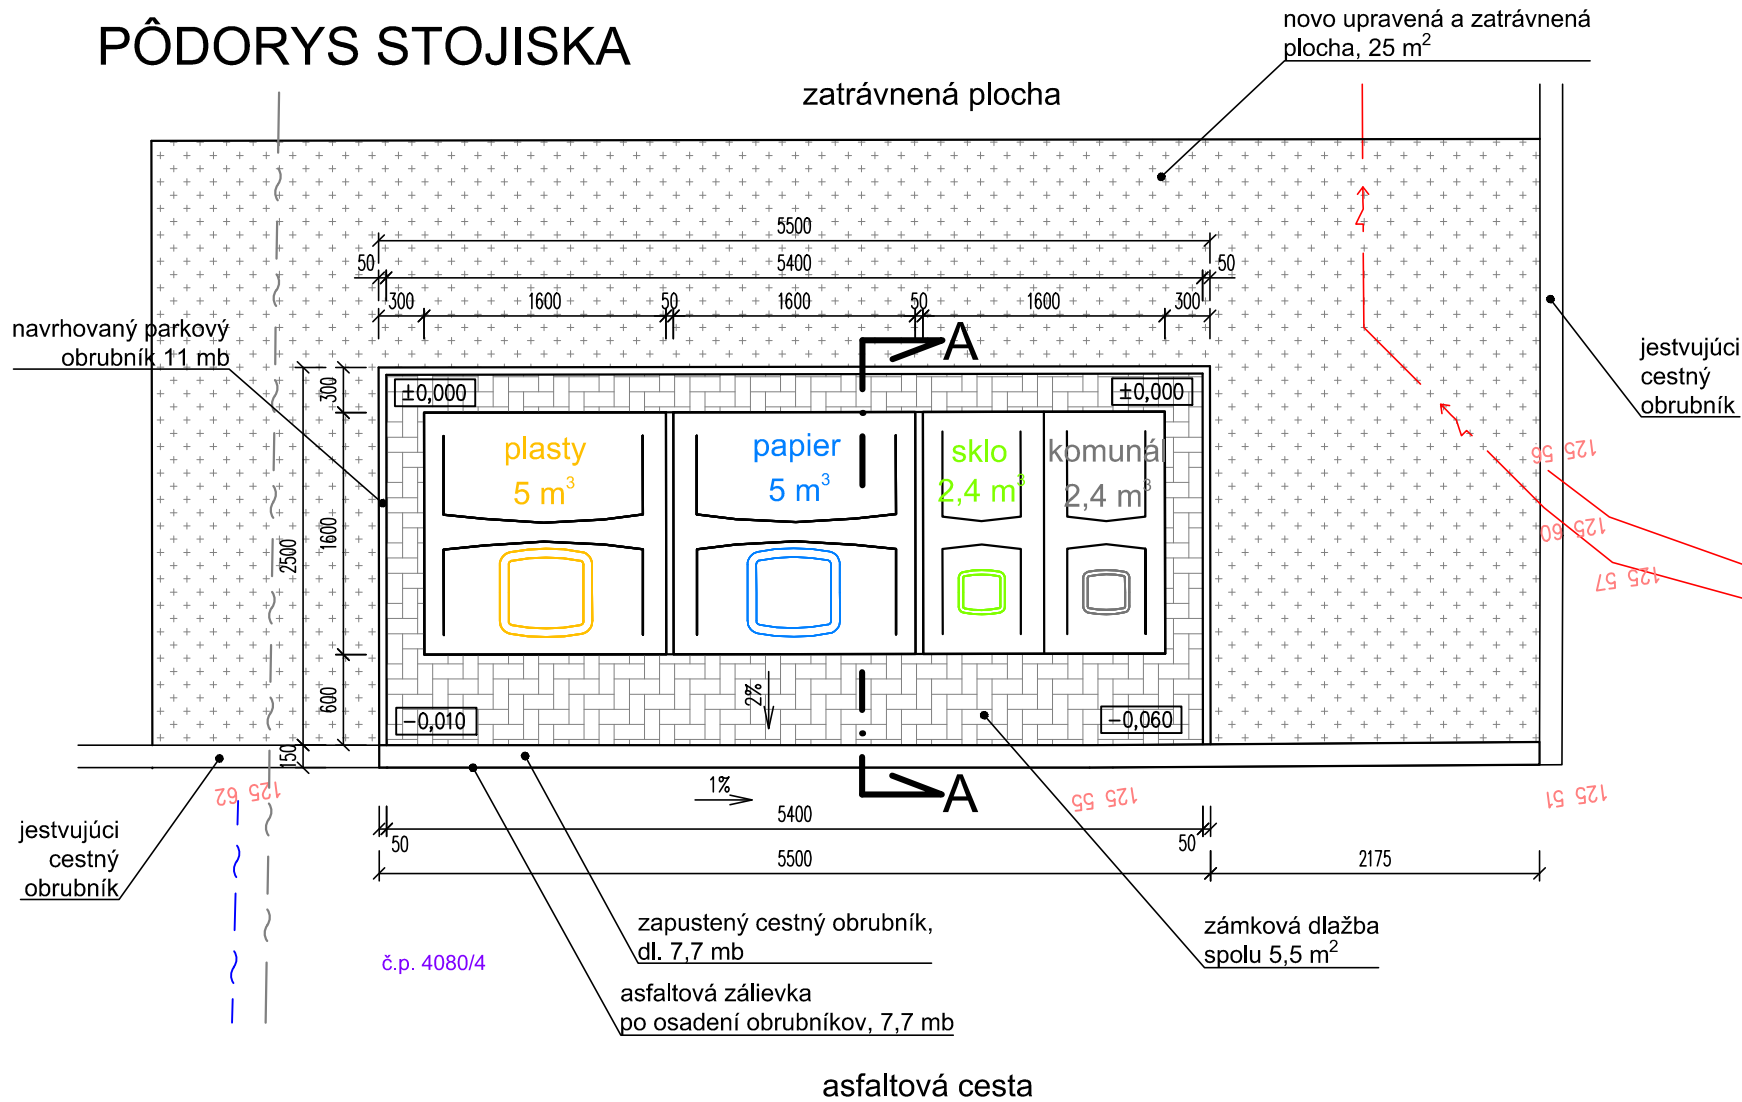 PÔDORYS STOJISKA
novo upravená a zatrávnená
plocha, 25 m²
zatrávnená plocha
5500
50
5400
50
300
1600
50
1600
50
1600
300
navrhovaný parkový
obrubník 11 mb
A
jestvujúci
cestný
obrubník
±0,000
±0,000
300
1600
2500
600
150
plasty
5 m³
papier
5 m³
sklo
2,4 m³
komunál
2,4 m³
125 56
125 60
125 57
2%
-0,010
-0,060
125 62
1%
A
125 55
125 51
5400
50
50
5500
2175
jestvujúci
cestný
obrubník
zapustený cestný obrubník,
dl. 7,7 mb
zámková dlažba
spolu 5,5 m²
č.p. 4080/4
asfaltová zálievka
po osadení obrubníkov, 7,7 mb
asfaltová cesta